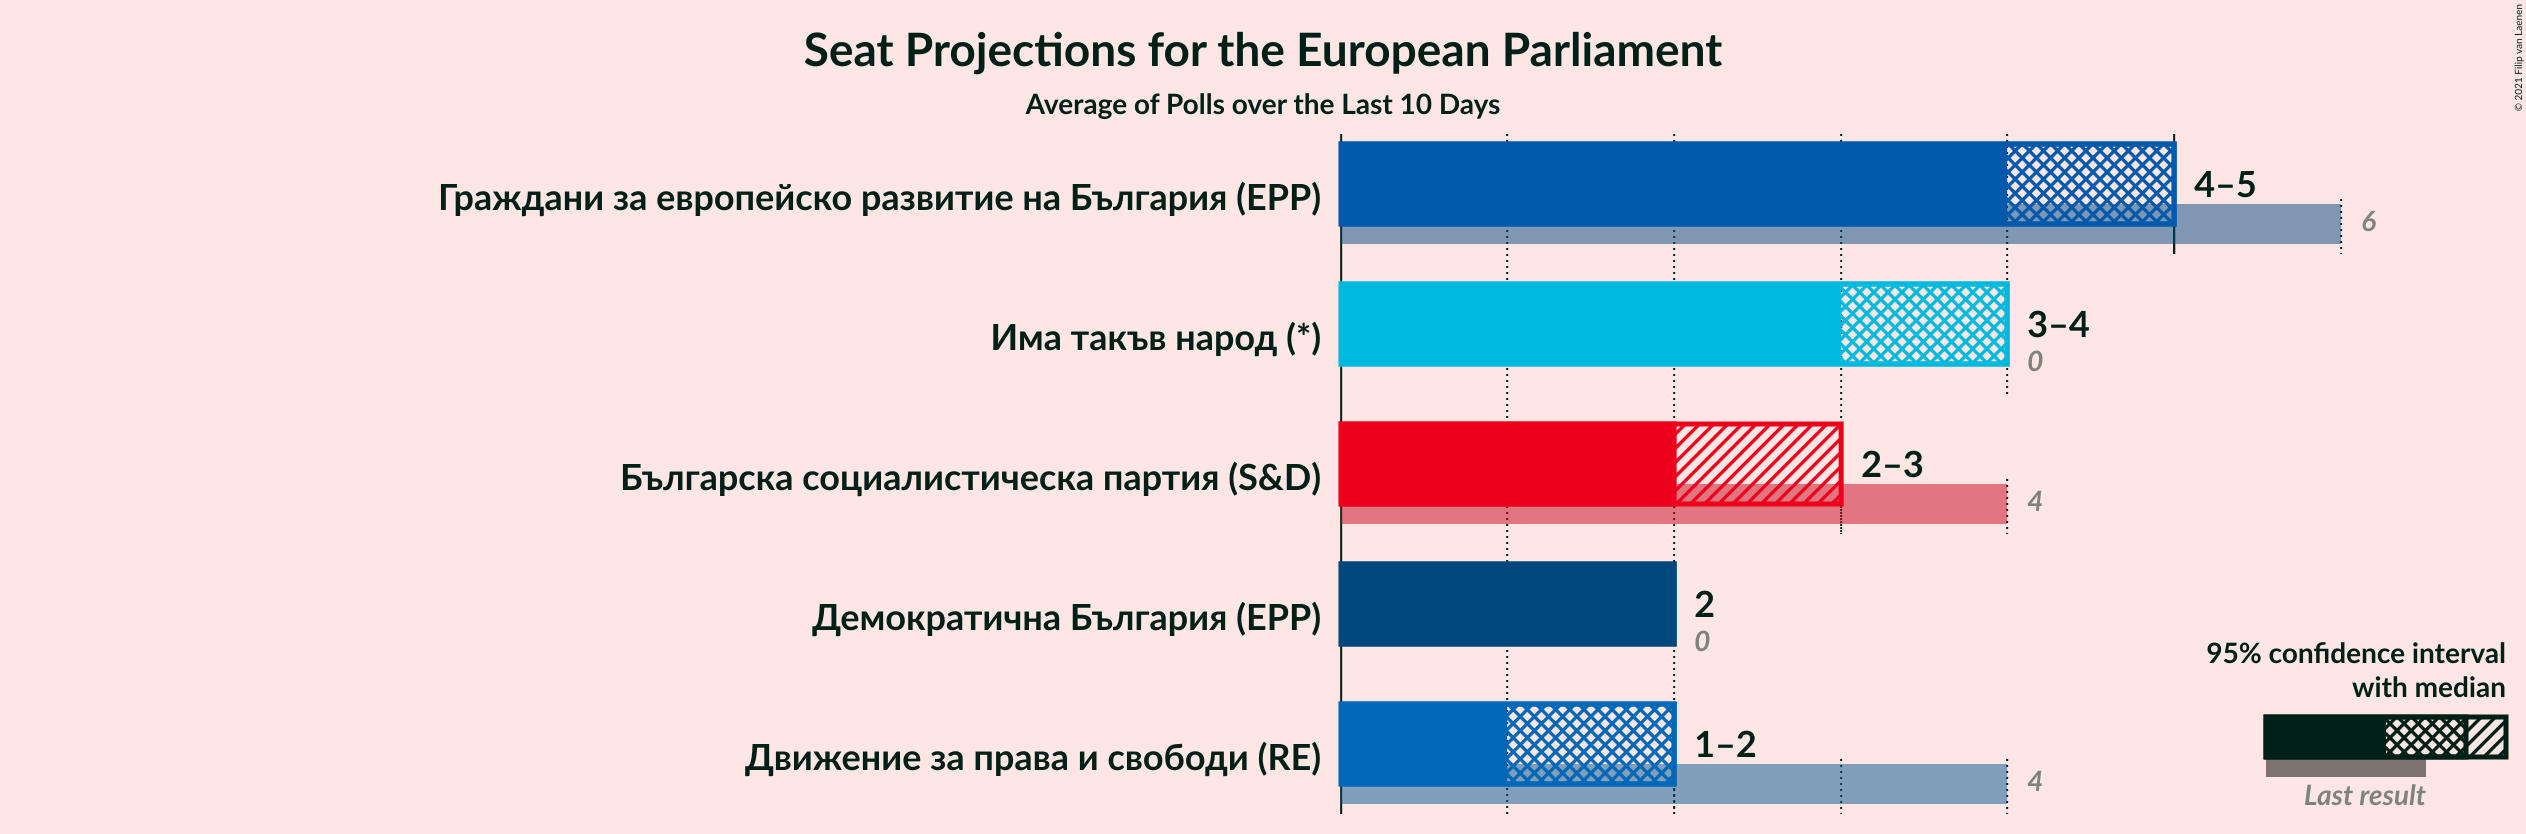 Seat Projections for the European Parliament
Average of Polls over the Last 10 Days
© 2021 Filip van Laenen
Граждани за европейско развитие на България (EPP)
4–5
6
Има такъв народ (*)
3–4
0
Българска социалистическа партия (S&D)
2–3
4
Демократична България (EPP)
2
0
Движение за права и свободи (RE)
1–2
4
95% confidence interval
with median
Last result